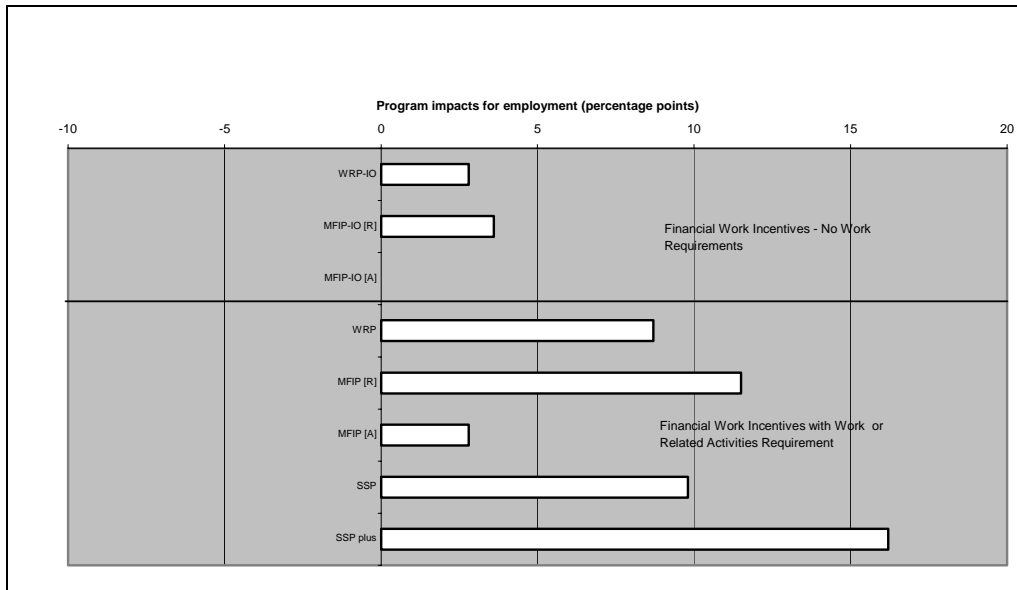 Program impacts for employment (percentage points)
-10 -5 0 5 10 15 20
WRP-IO
MFIP-IO [R]
Financial Work Incentives - No Work
Requirements
MFIP-IO [A]
WRP
MFIP [R]
MFIP [A]
Financial Work Incentives with Work or
Related Activities Requirement
SSP
SSP plus